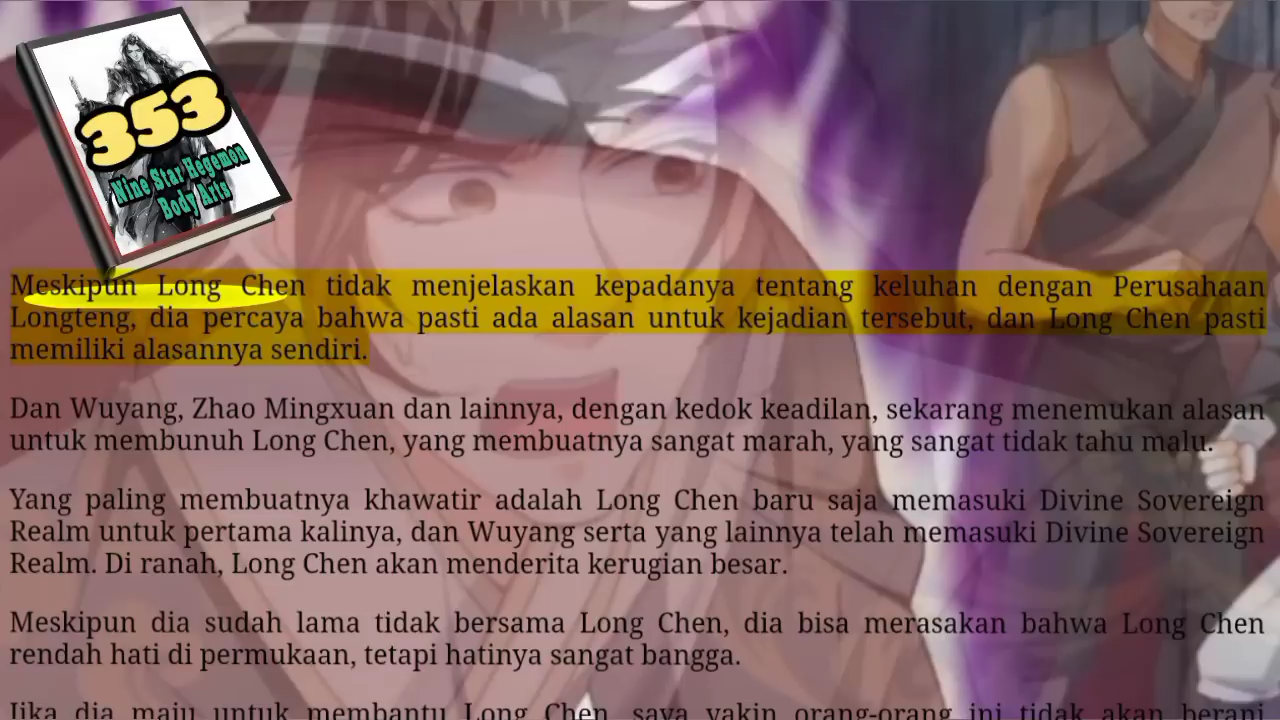 353
Nine Star Hegemon
Body Arts
Meskipun Long Chen tidak menjelaskan kepadanya tentang keluhan dengan Perusahaan
Longteng, dia percaya bahwa pasti ada alasan untuk kejadian tersebut, dan Long Chen pasti
memiliki alasannya sendiri.
Dan Wuyang, Zhao Mingxuan dan lainnya, dengan kedok keadilan, sekarang menemukan alasan
untuk membunuh Long Chen, yang membuatnya sangat marah, yang sangat tidak tahu malu.
Yang paling membuatnya khawatir adalah Long Chen baru saja memasuki Divine Sovereign
Realm untuk pertama kalinya, dan Wuyang serta yang lainnya telah memasuki Divine Sovereign
Realm. Di ranah, Long Chen akan menderita kerugian besar.
Meskipun dia sudah lama tidak bersama Long Chen, dia bisa merasakan bahwa Long Chen
rendah hati di permukaan, tetapi hatinya sangat bangga.
Jika dia maju untuk membantu Long Chen, saya yakin orang-orang ini tidak akan berani